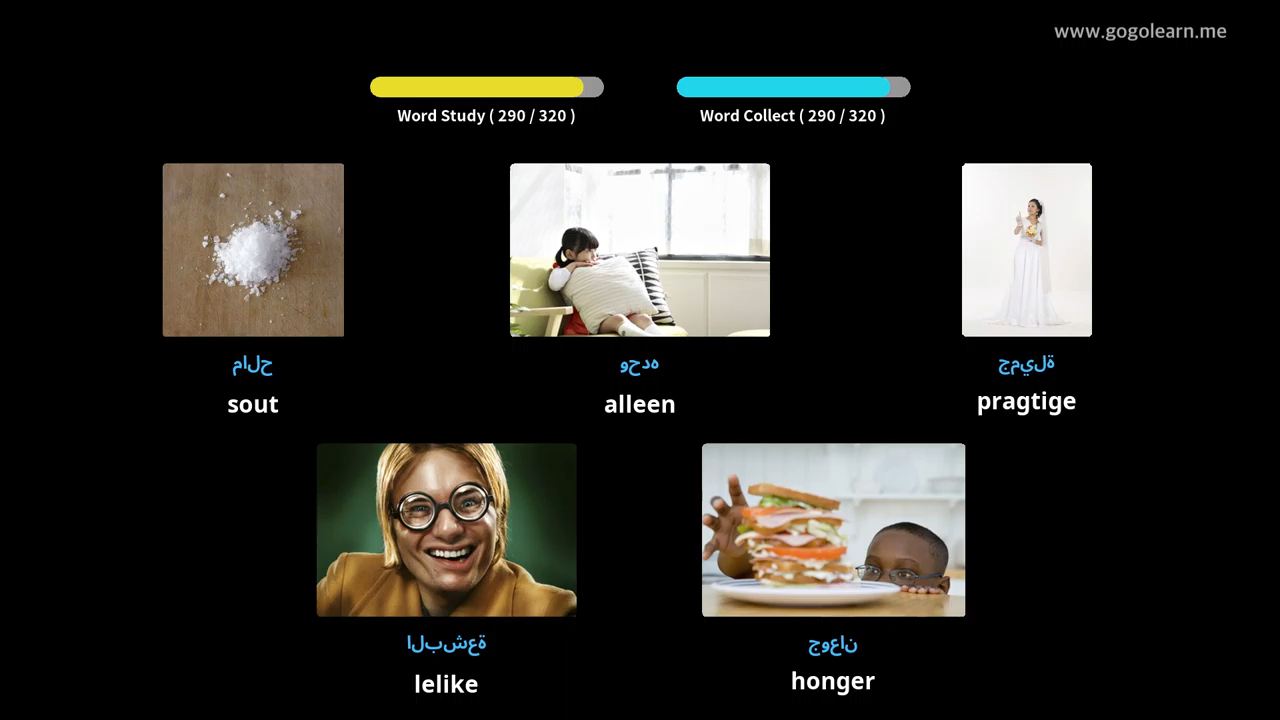 www.gogolearn.me
Word Study ( 290 / 320 )
Word Collect ( 290 / 320 )
مالح
وحده
جميلة
sout
alleen
pragtige
البشعة
جوعان
lelike
honger